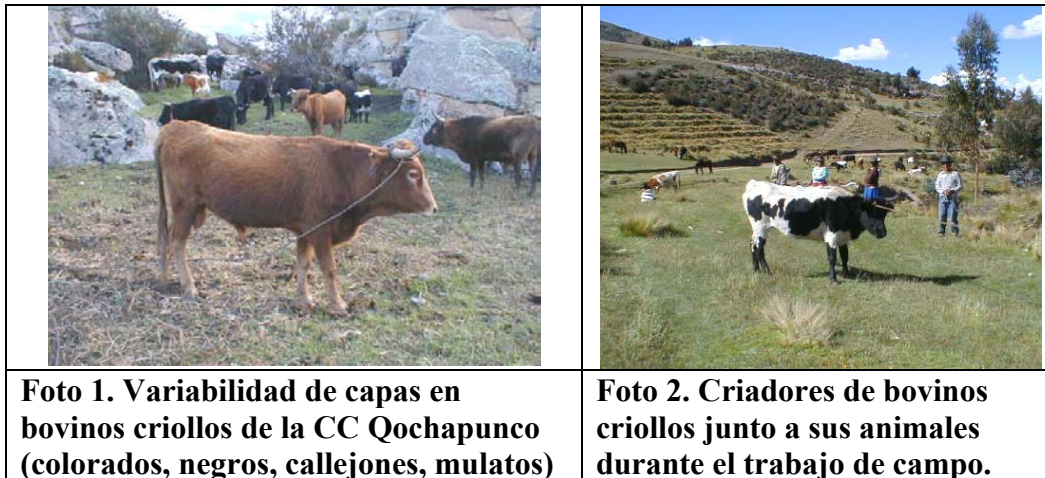 Foto 1. Variabilidad de capas en
bovinos criollos de la CC Qochapunco
(colorados, negros, callejones, mulatos)
Foto 2. Criadores de bovinos
criollos junto a sus animales
durante el trabajo de campo.